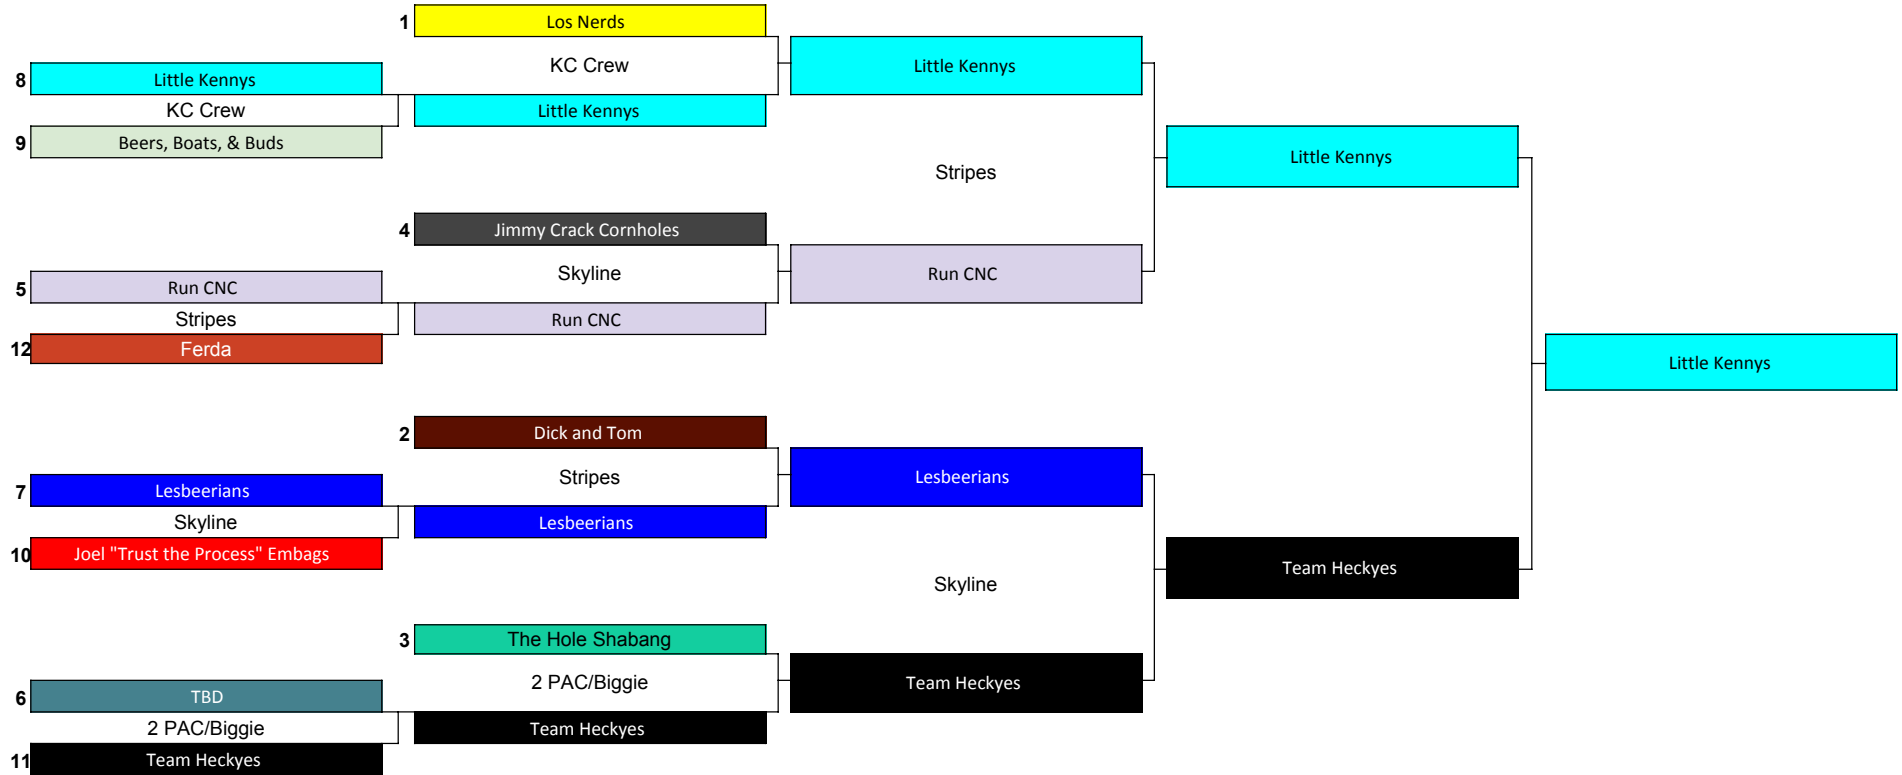 1
Los Nerds
KC Crew
Little Kennys
8
Little Kennys
KC Crew
Little Kennys
9
Beers, Boats, & Buds
Little Kennys
Stripes
4
Jimmy Crack Cornholes
Skyline
Run CNC
5
Run CNC
Stripes
Run CNC
12
Ferda
Little Kennys
2
Dick and Tom
Stripes
Lesbeerians
7
Lesbeerians
Skyline
Lesbeerians
10
Joel "Trust the Process" Embags
Team Heckyes
Skyline
3
The Hole Shabang
2 PAC/Biggie
Team Heckyes
6
TBD
2 PAC/Biggie
Team Heckyes
11
Team Heckyes